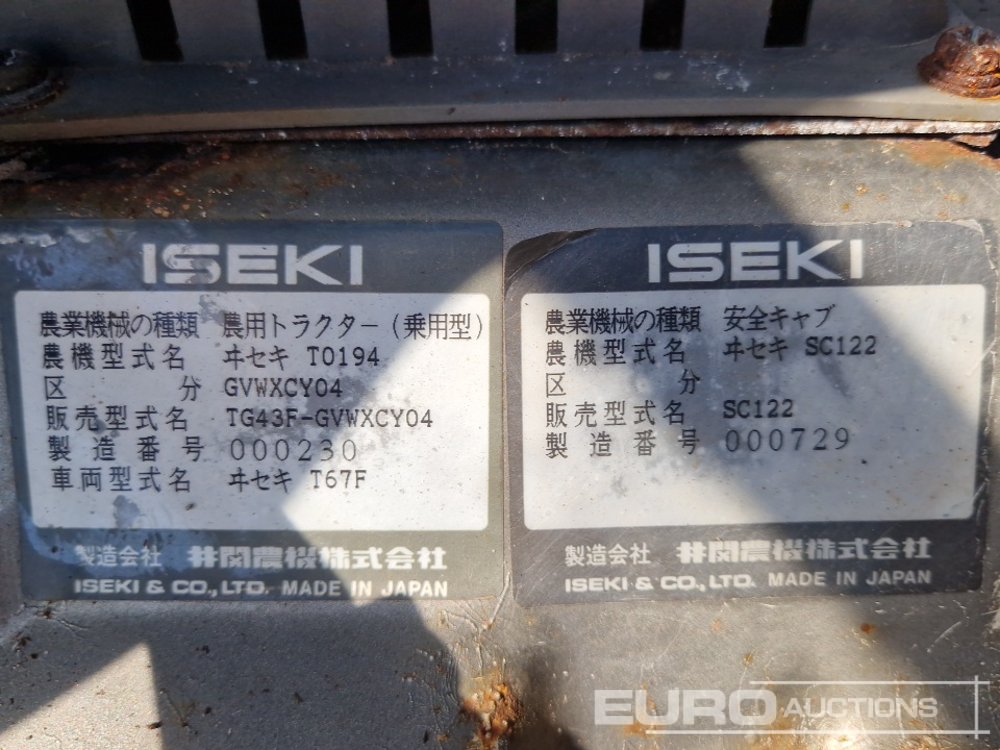 ISEKI
農業機械の種類 農用トラクター(乗用型)
農機型式名 ヰセキ T0194
区分 GVWXCY04
販売型式名 TG43F-GVWXCY04
製造番号 000230
車両型式名 ヰセキ T67F
製造会社 井関農機株式会社
ISEKI & CO.,LTD. MADE IN JAPAN
ISEKI
農業機械の種類 安全キャブ
農機型式名 ヰセキ SC122
区分
販売型式名 SC122
製造番号 000729
製造会社 井関農機株式会社
ISEKI & CO.,LTD. MADE IN JAPAN
EURO AUCTIONS